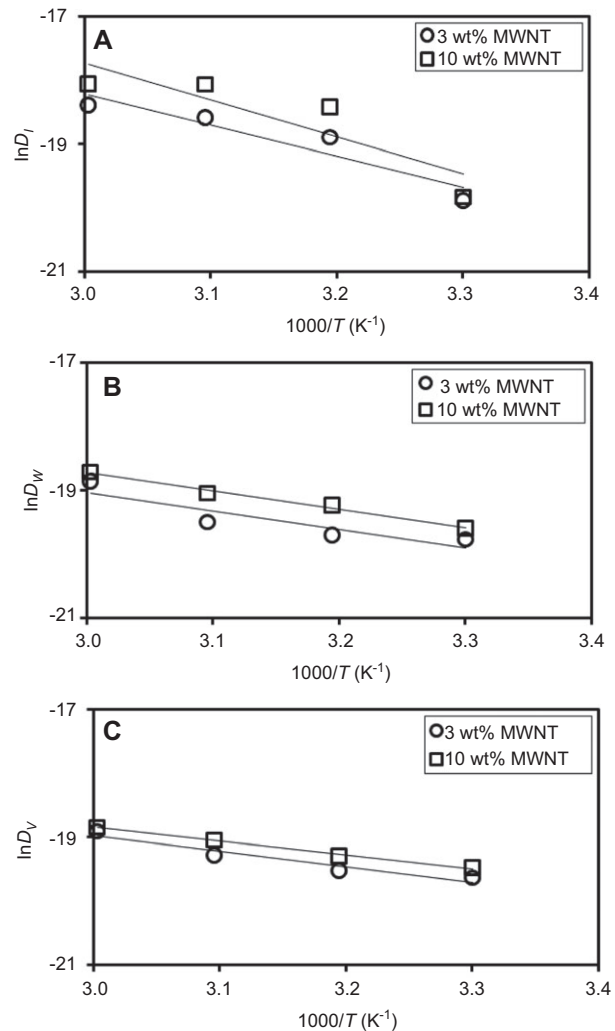 -17
A
3 wt% MWNT
10 wt% MWNT
lnD_I
-19
-21
3.0 3.1 3.2 3.3 3.4
1000/T (K⁻¹)
-17
B
3 wt% MWNT
10 wt% MWNT
lnD_W
-19
-21
3.0 3.1 3.2 3.3 3.4
1000/T (K⁻¹)
-17
C
3 wt% MWNT
10 wt% MWNT
lnD_V
-19
-21
3.0 3.1 3.2 3.3 3.4
1000/T (K⁻¹)